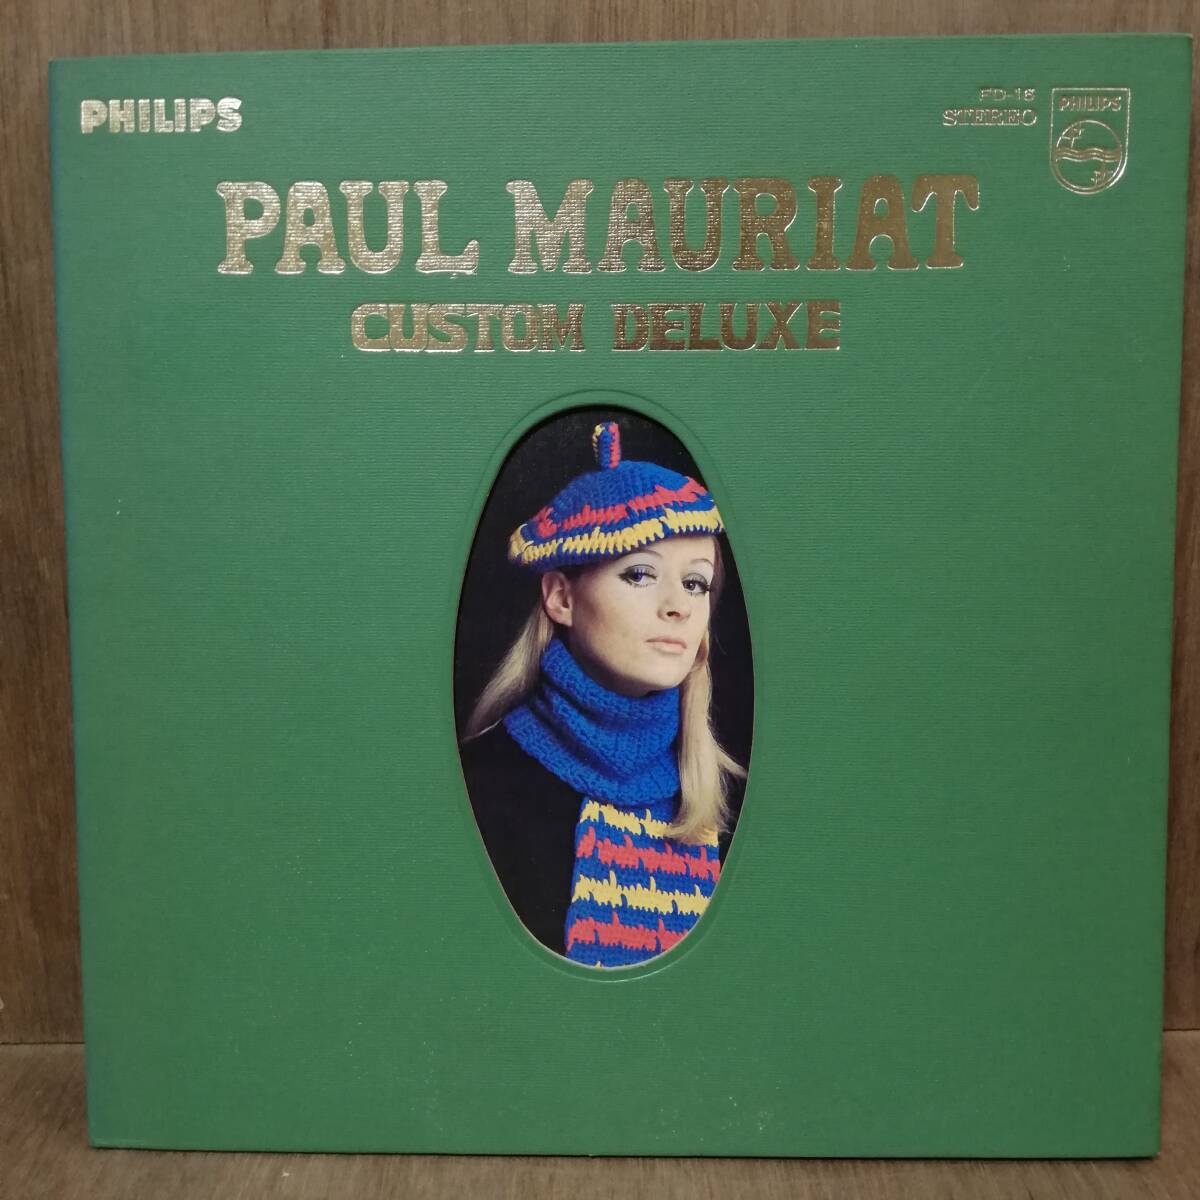 PHILIPS
FD-16
STEREO
PHILIPS
PAUL MAURIAT
CUSTOM DELUXE